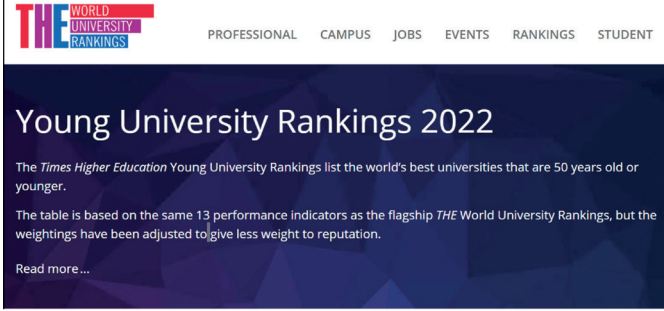 THE WORLD
UNIVERSITY
RANKINGS
PROFESSIONAL CAMPUS JOBS EVENTS RANKINGS STUDENT
Young University Rankings 2022
The Times Higher Education Young University Rankings list the world's best universities that are 50 years old or
younger.
The table is based on the same 13 performance indicators as the flagship THE World University Rankings, but the
weightings have been adjusted to give less weight to reputation.
Read more...